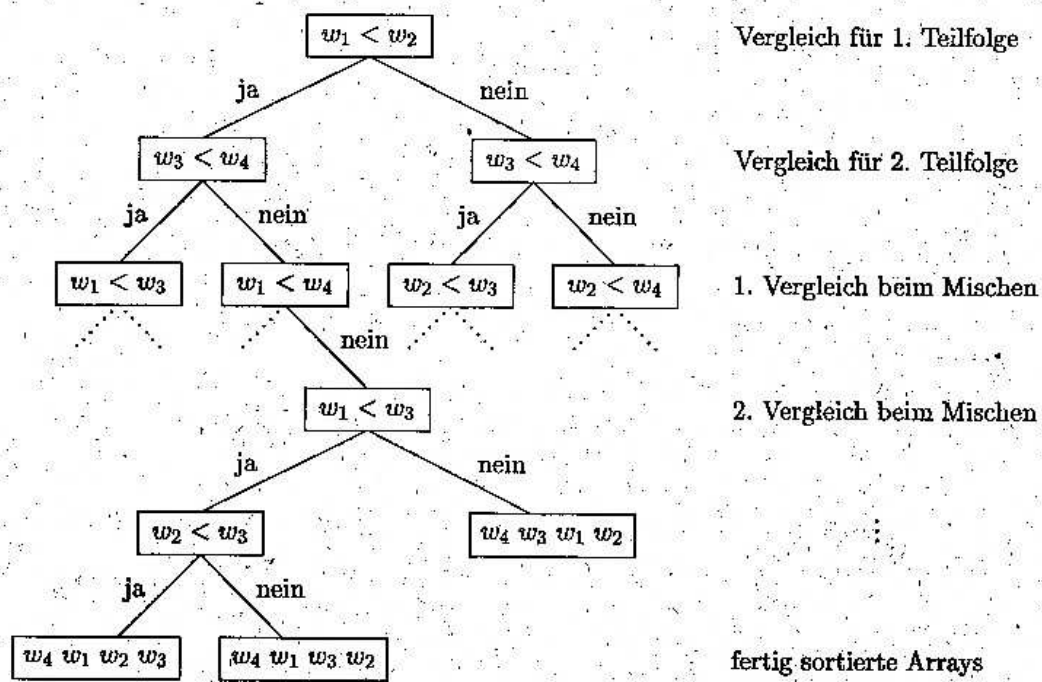 w₁ < w₂ Vergleich für 1. Teilfolge
ja nein
w₃ < w₄ w₃ < w₄ Vergleich für 2. Teilfolge
ja nein ja nein
w₁ < w₃ w₁ < w₄ w₂ < w₃ w₂ < w₄ 1. Vergleich beim Mischen
nein
w₁ < w₃ 2. Vergleich beim Mischen
ja nein
w₂ < w₃ w₄ w₃ w₁ w₂
ja nein
w₄ w₁ w₂ w₃ w₄ w₁ w₃ w₂ fertig sortierte Arrays